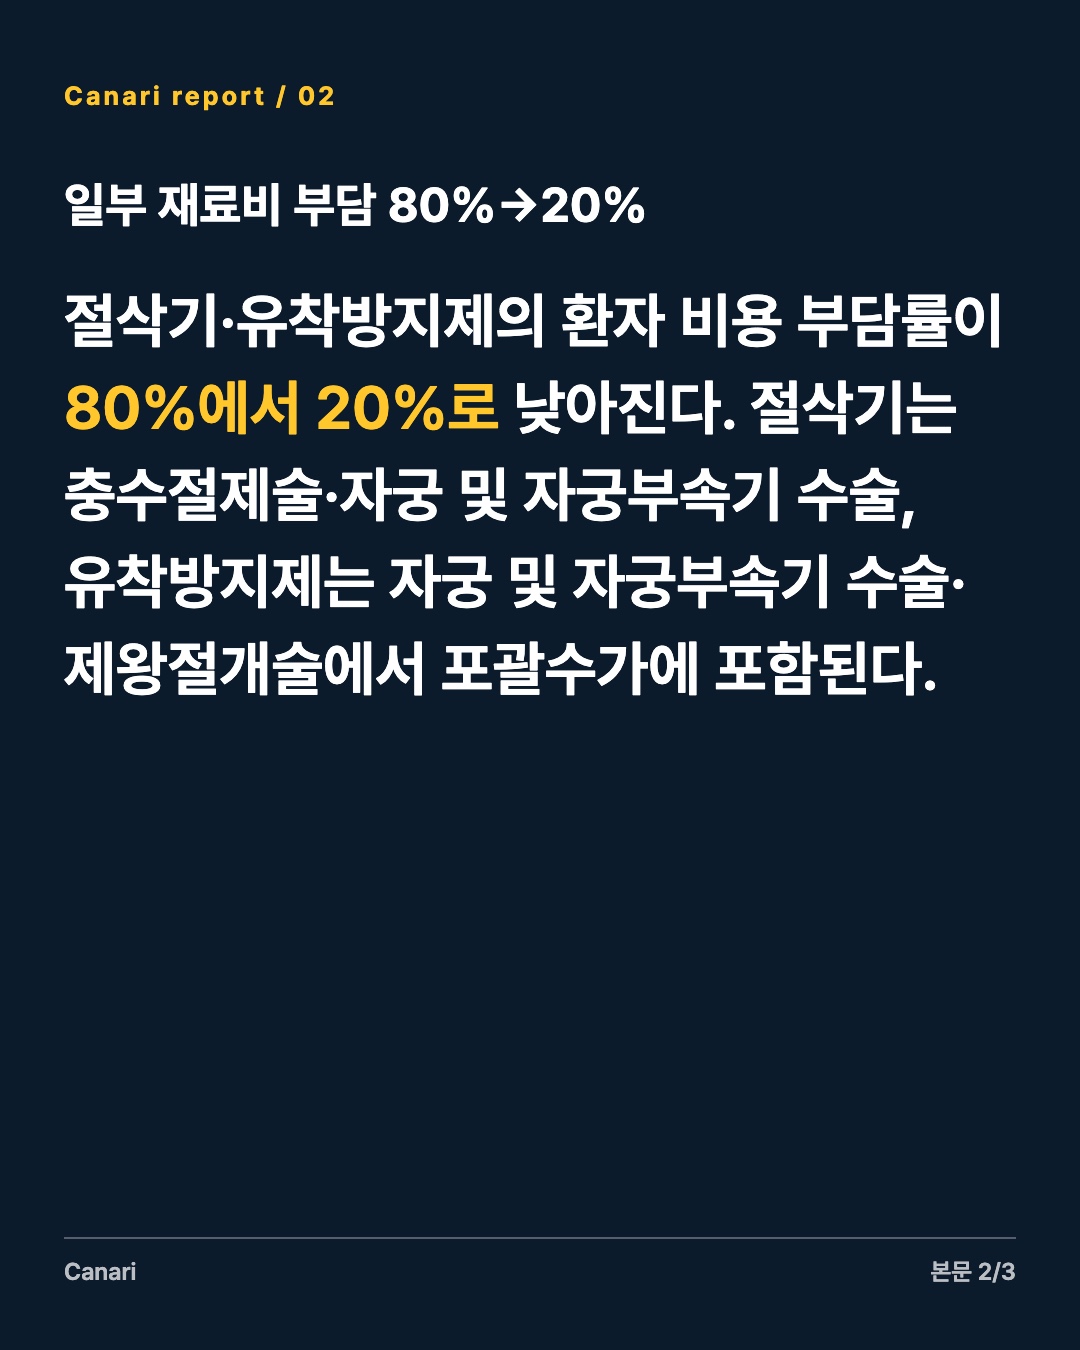 Canari report / 02
일부 재료비 부담 80%→20%
절삭기·유착방지제의 환자 비용 부담률이
80%에서 20%로 낮아진다. 절삭기는
충수절제술·자궁 및 자궁부속기 수술,
유착방지제는 자궁 및 자궁부속기 수술·
제왕절개술에서 포괄수가에 포함된다.
Canari
본문 2/3